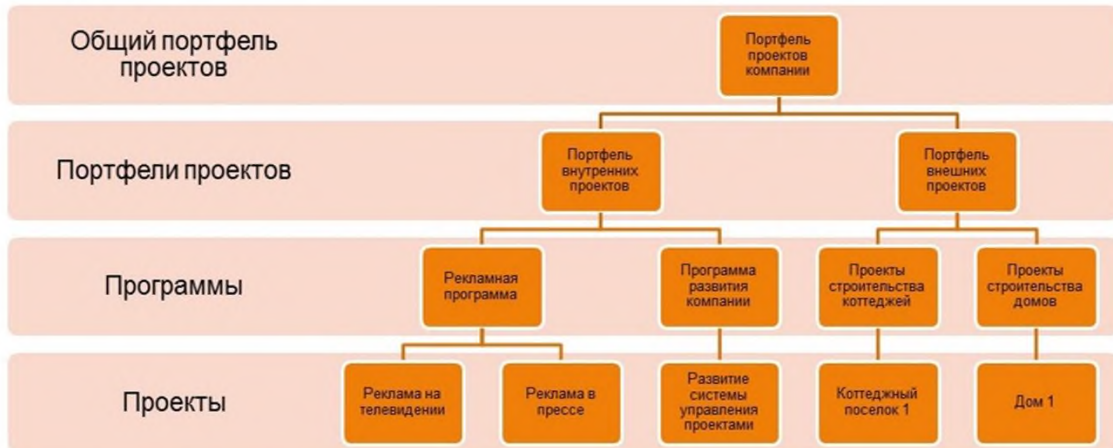 Общий портфель
проектов
Портфель
проектов
компании
Портфели проектов
Портфель
внутренних
проектов
Портфель
внешних
проектов
Программы
Рекламная
программа
Программа
развития
компании
Проекты
строительства
коттеджей
Проекты
строительства
домов
Проекты
Реклама на
телевидении
Реклама в
прессе
Развитие
системы
управления
проектами
Коттеджный
поселок 1
Дом 1